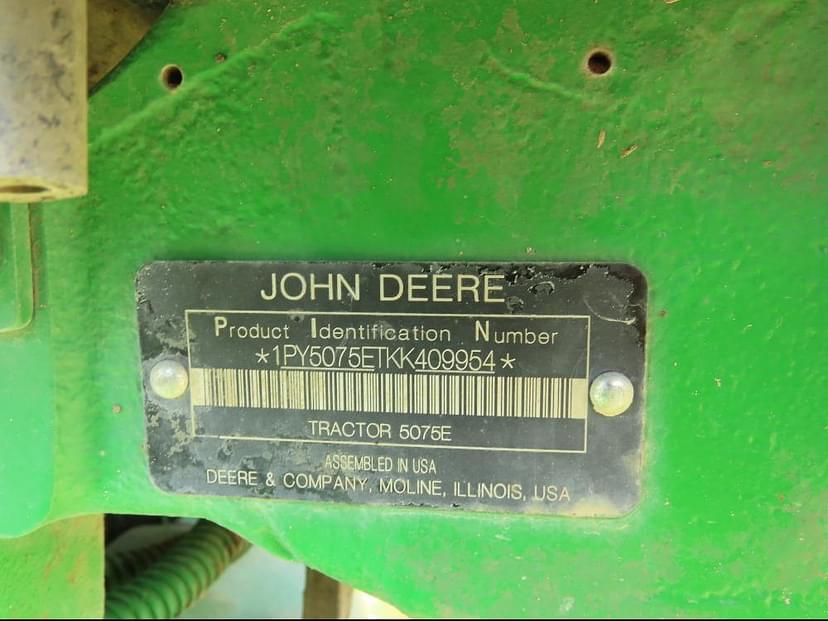 JOHN DEERE
Product Identification Number
*1PY5075ETKK409954*
TRACTOR 5075E
ASSEMBLED IN USA
DEERE & COMPANY, MOLINE, ILLINOIS, USA